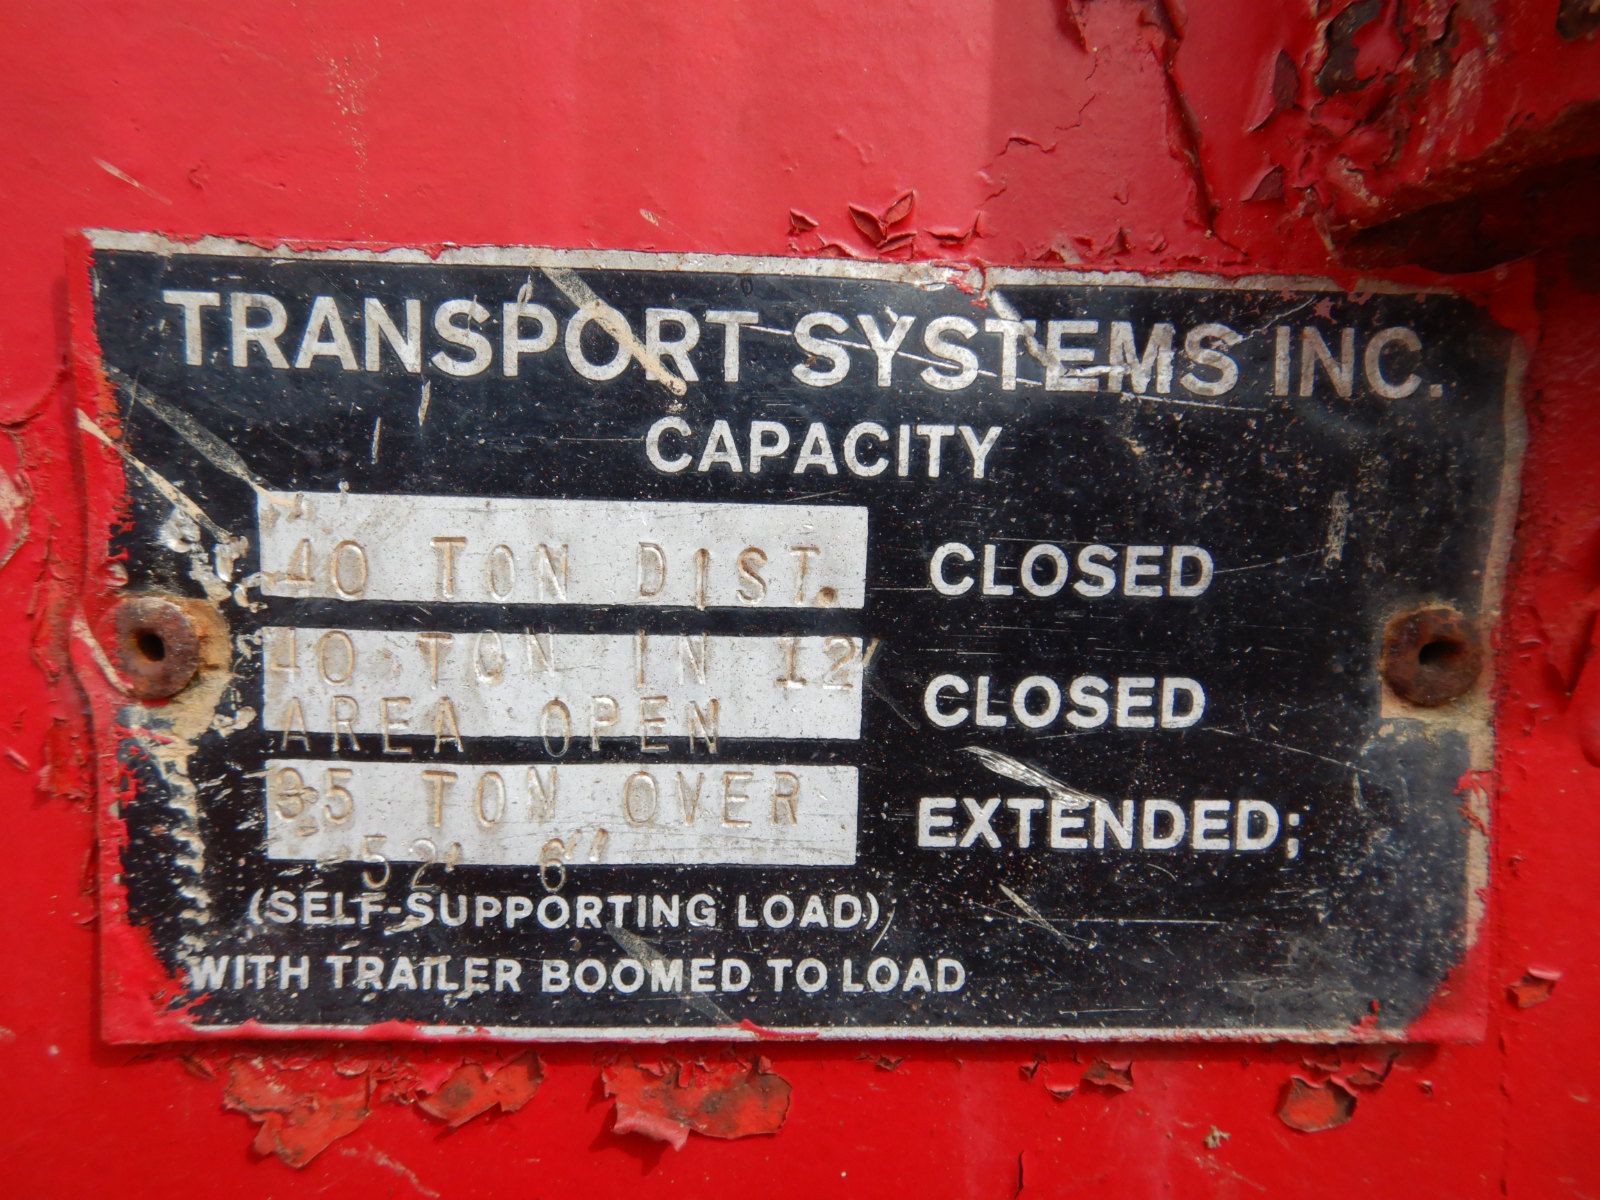 TRANSPORT SYSTEMS INC.
CAPACITY
40 TON DIST. CLOSED
40 TON IN 12'
AREA OPEN CLOSED
35 TON OVER EXTENDED;
52' 6"
(SELF-SUPPORTING LOAD)
WITH TRAILER BOOMED TO LOAD